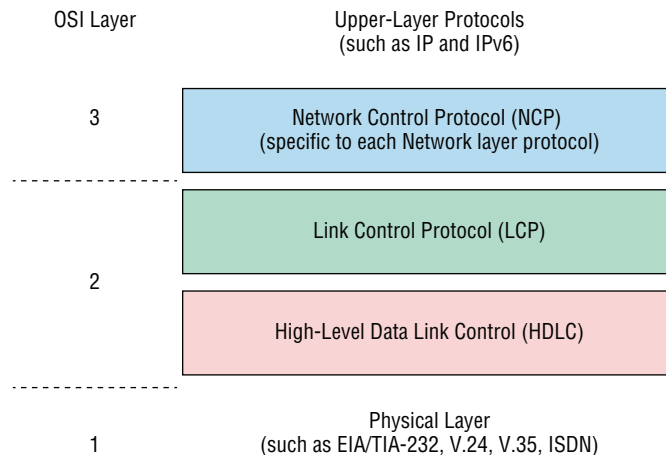 OSI Layer
Upper-Layer Protocols
(such as IP and IPv6)
3
Network Control Protocol (NCP)
(specific to each Network layer protocol)
Link Control Protocol (LCP)
2
High-Level Data Link Control (HDLC)
Physical Layer
1
(such as EIA/TIA-232, V.24, V.35, ISDN)